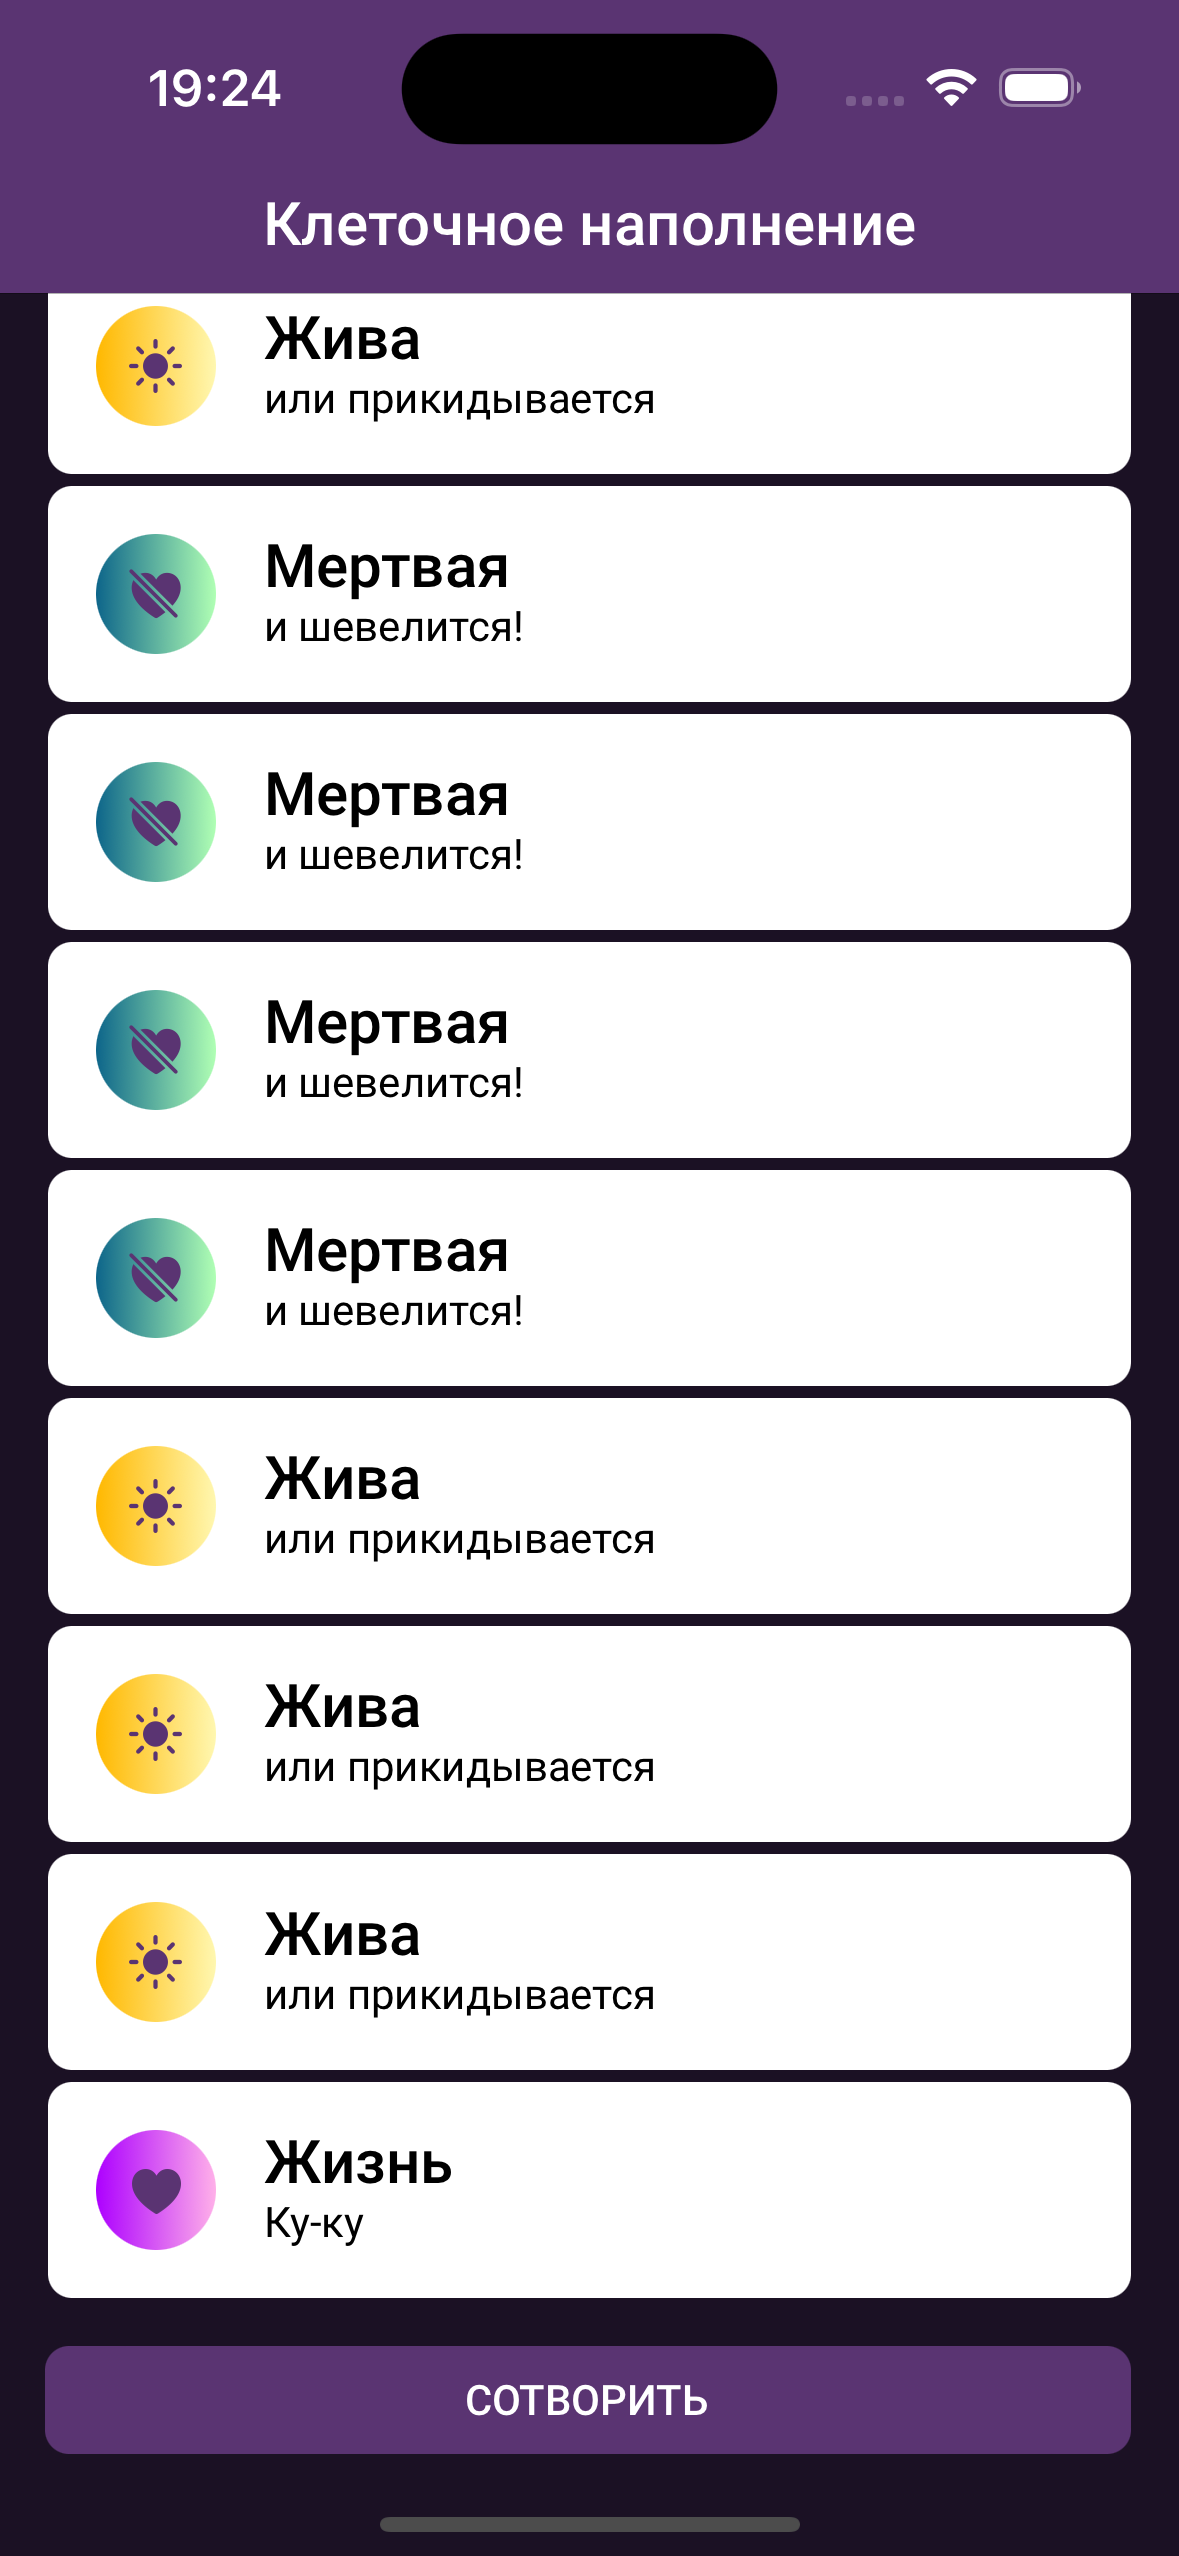 19:24
Клеточное наполнение
Жива
или прикидывается
Мертвая
и шевелится!
Мертвая
и шевелится!
Мертвая
и шевелится!
Мертвая
и шевелится!
Жива
или прикидывается
Жива
или прикидывается
Жива
или прикидывается
Жизнь
Ку-ку
СОТВОРИТЬ